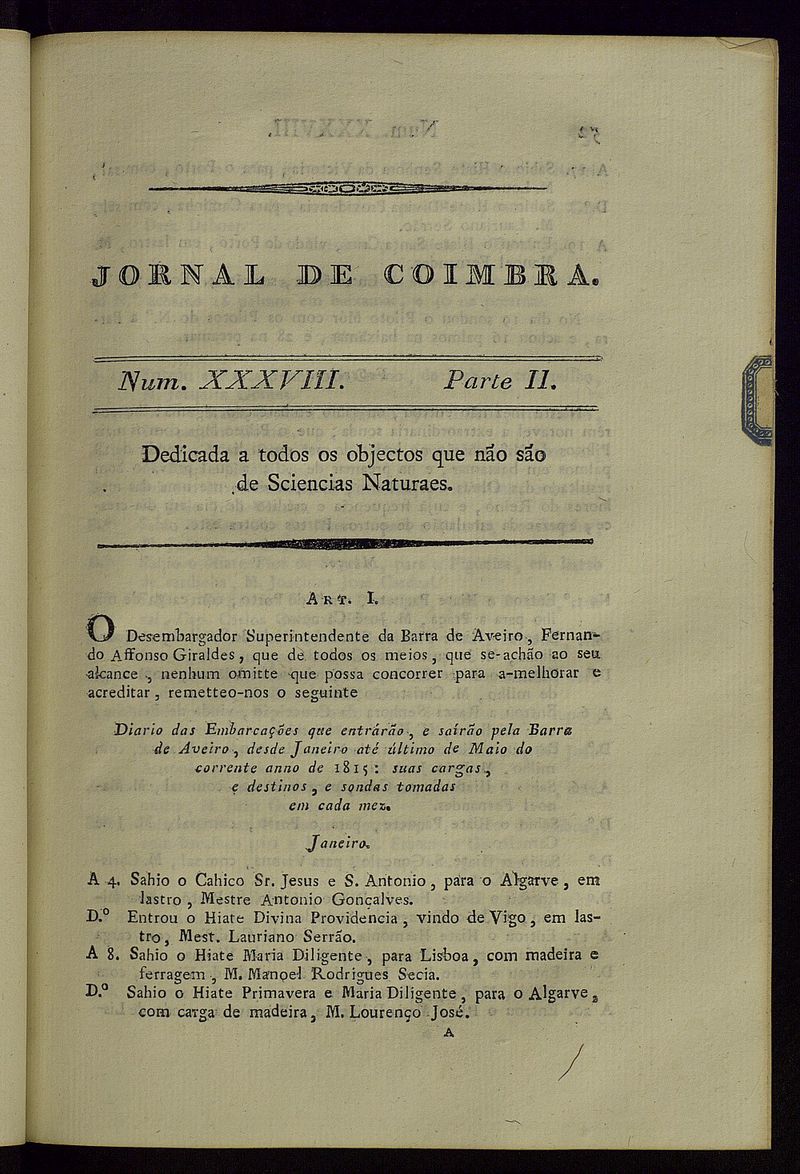 JORNAL DE COIMBRA.
Num. XXXVIII. Parte II.
Dedicada a todos os objectos que não são
de Sciencias Naturaes.
Art. I.
O Desembargador Superintendente da Barra de Aveiro, Fernan-
do Affonso Giraldes, que de todos os meios, que se-achão ao seu
alcance, nenhum omitte que possa concorrer para a-melhorar e
acreditar, remetteo-nos o seguinte
Diario das Embarcações que entrárão, e saírão pela Barra
de Aveiro, desde Janeiro até último de Maio do
corrente anno de 1815: suas cargas,
e destinos, e sondas tomadas
em cada mez.
Janeiro.
A 4. Sahio o Cahico Sr. Jesus e S. Antonio, para o Algarve, em
lastro, Mestre Antonio Gonçalves.
D.º Entrou o Hiate Divina Providencia, vindo de Vigo, em las-
tro, Mest. Lauriano Serrão.
A 8. Sahio o Hiate Maria Diligente, para Lisboa, com madeira e
ferragem, M. Manoel Rodrigues Secia.
D.º Sahio o Hiate Primavera e Maria Diligente, para o Algarve,
com carga de madeira, M. Lourenço José.
A